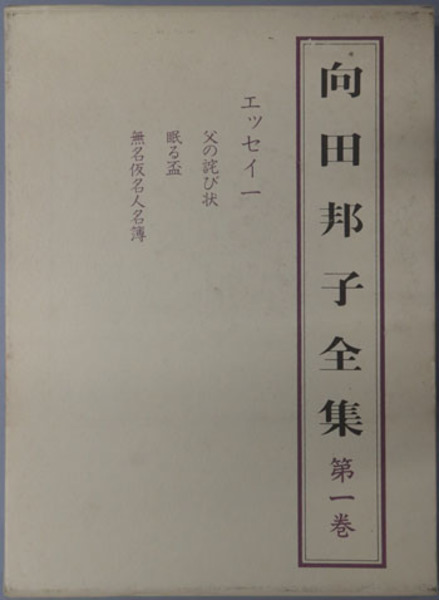 向田邦子全集 第一巻
エッセイ一
父の詫び状
眠る盃
無名仮名人名簿